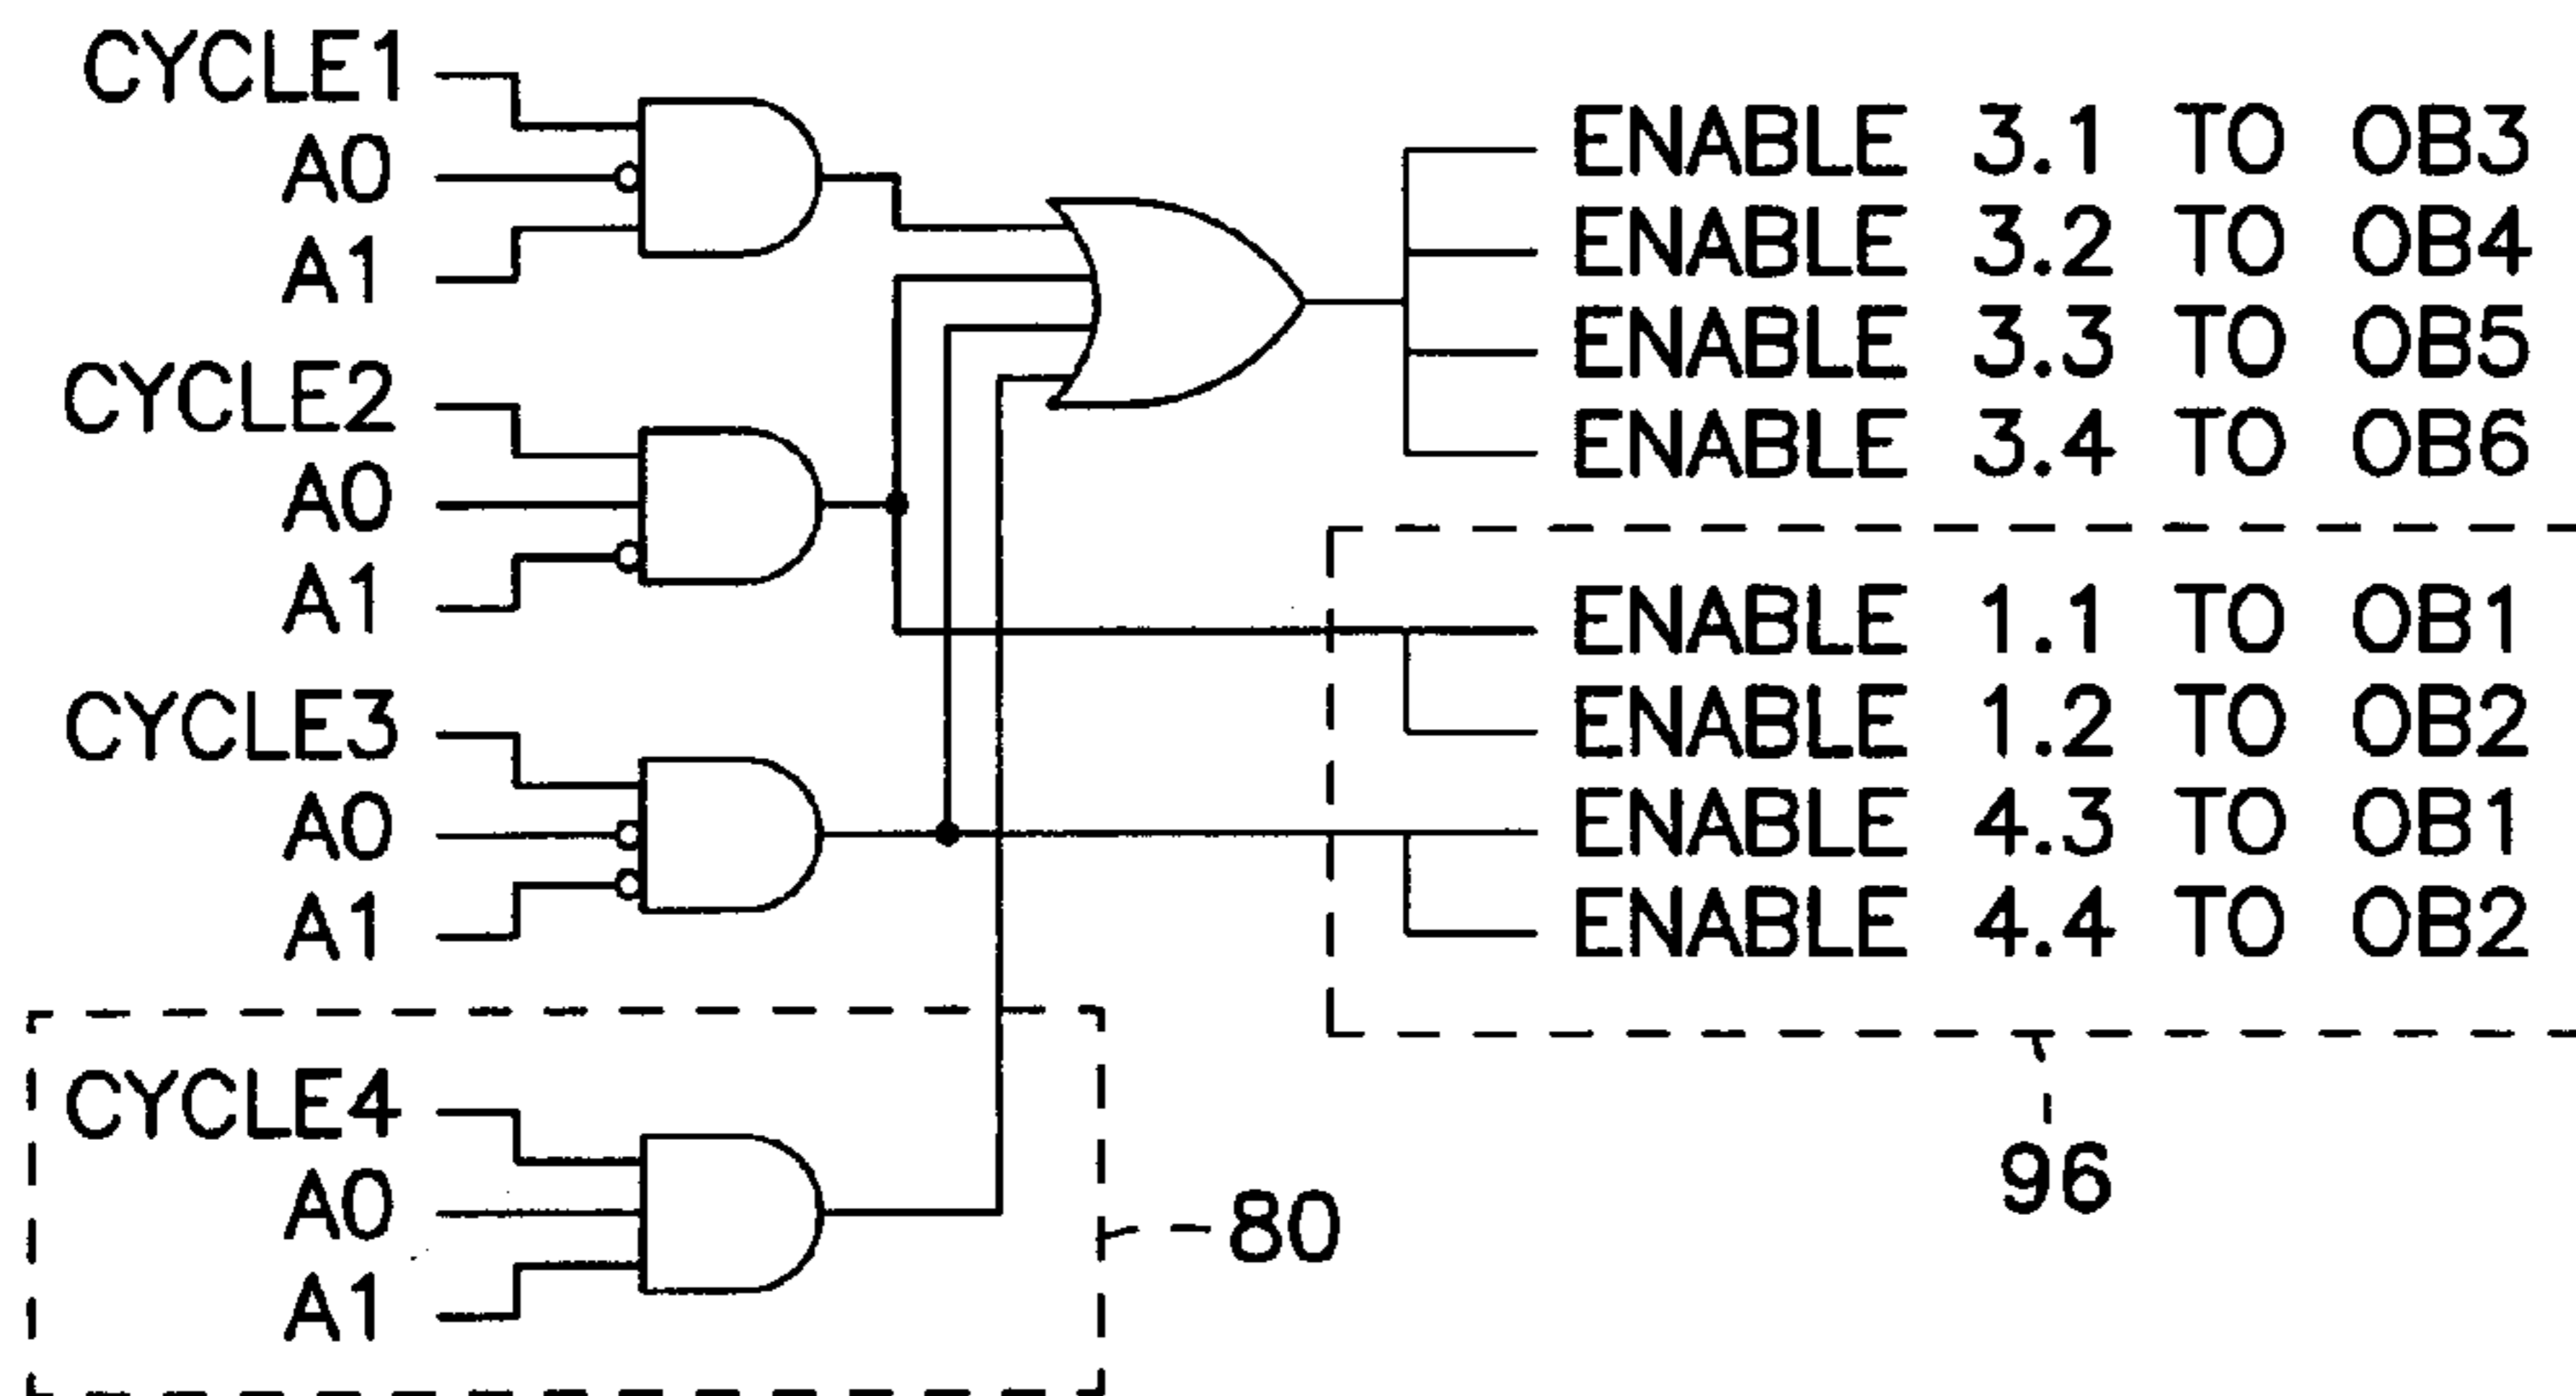 CYCLE1
A0
A1
CYCLE2
A0
A1
CYCLE3
A0
A1
CYCLE4
A0
A1
80
ENABLE 3.1 TO OB3
ENABLE 3.2 TO OB4
ENABLE 3.3 TO OB5
ENABLE 3.4 TO OB6
ENABLE 1.1 TO OB1
ENABLE 1.2 TO OB2
ENABLE 4.3 TO OB1
ENABLE 4.4 TO OB2
96